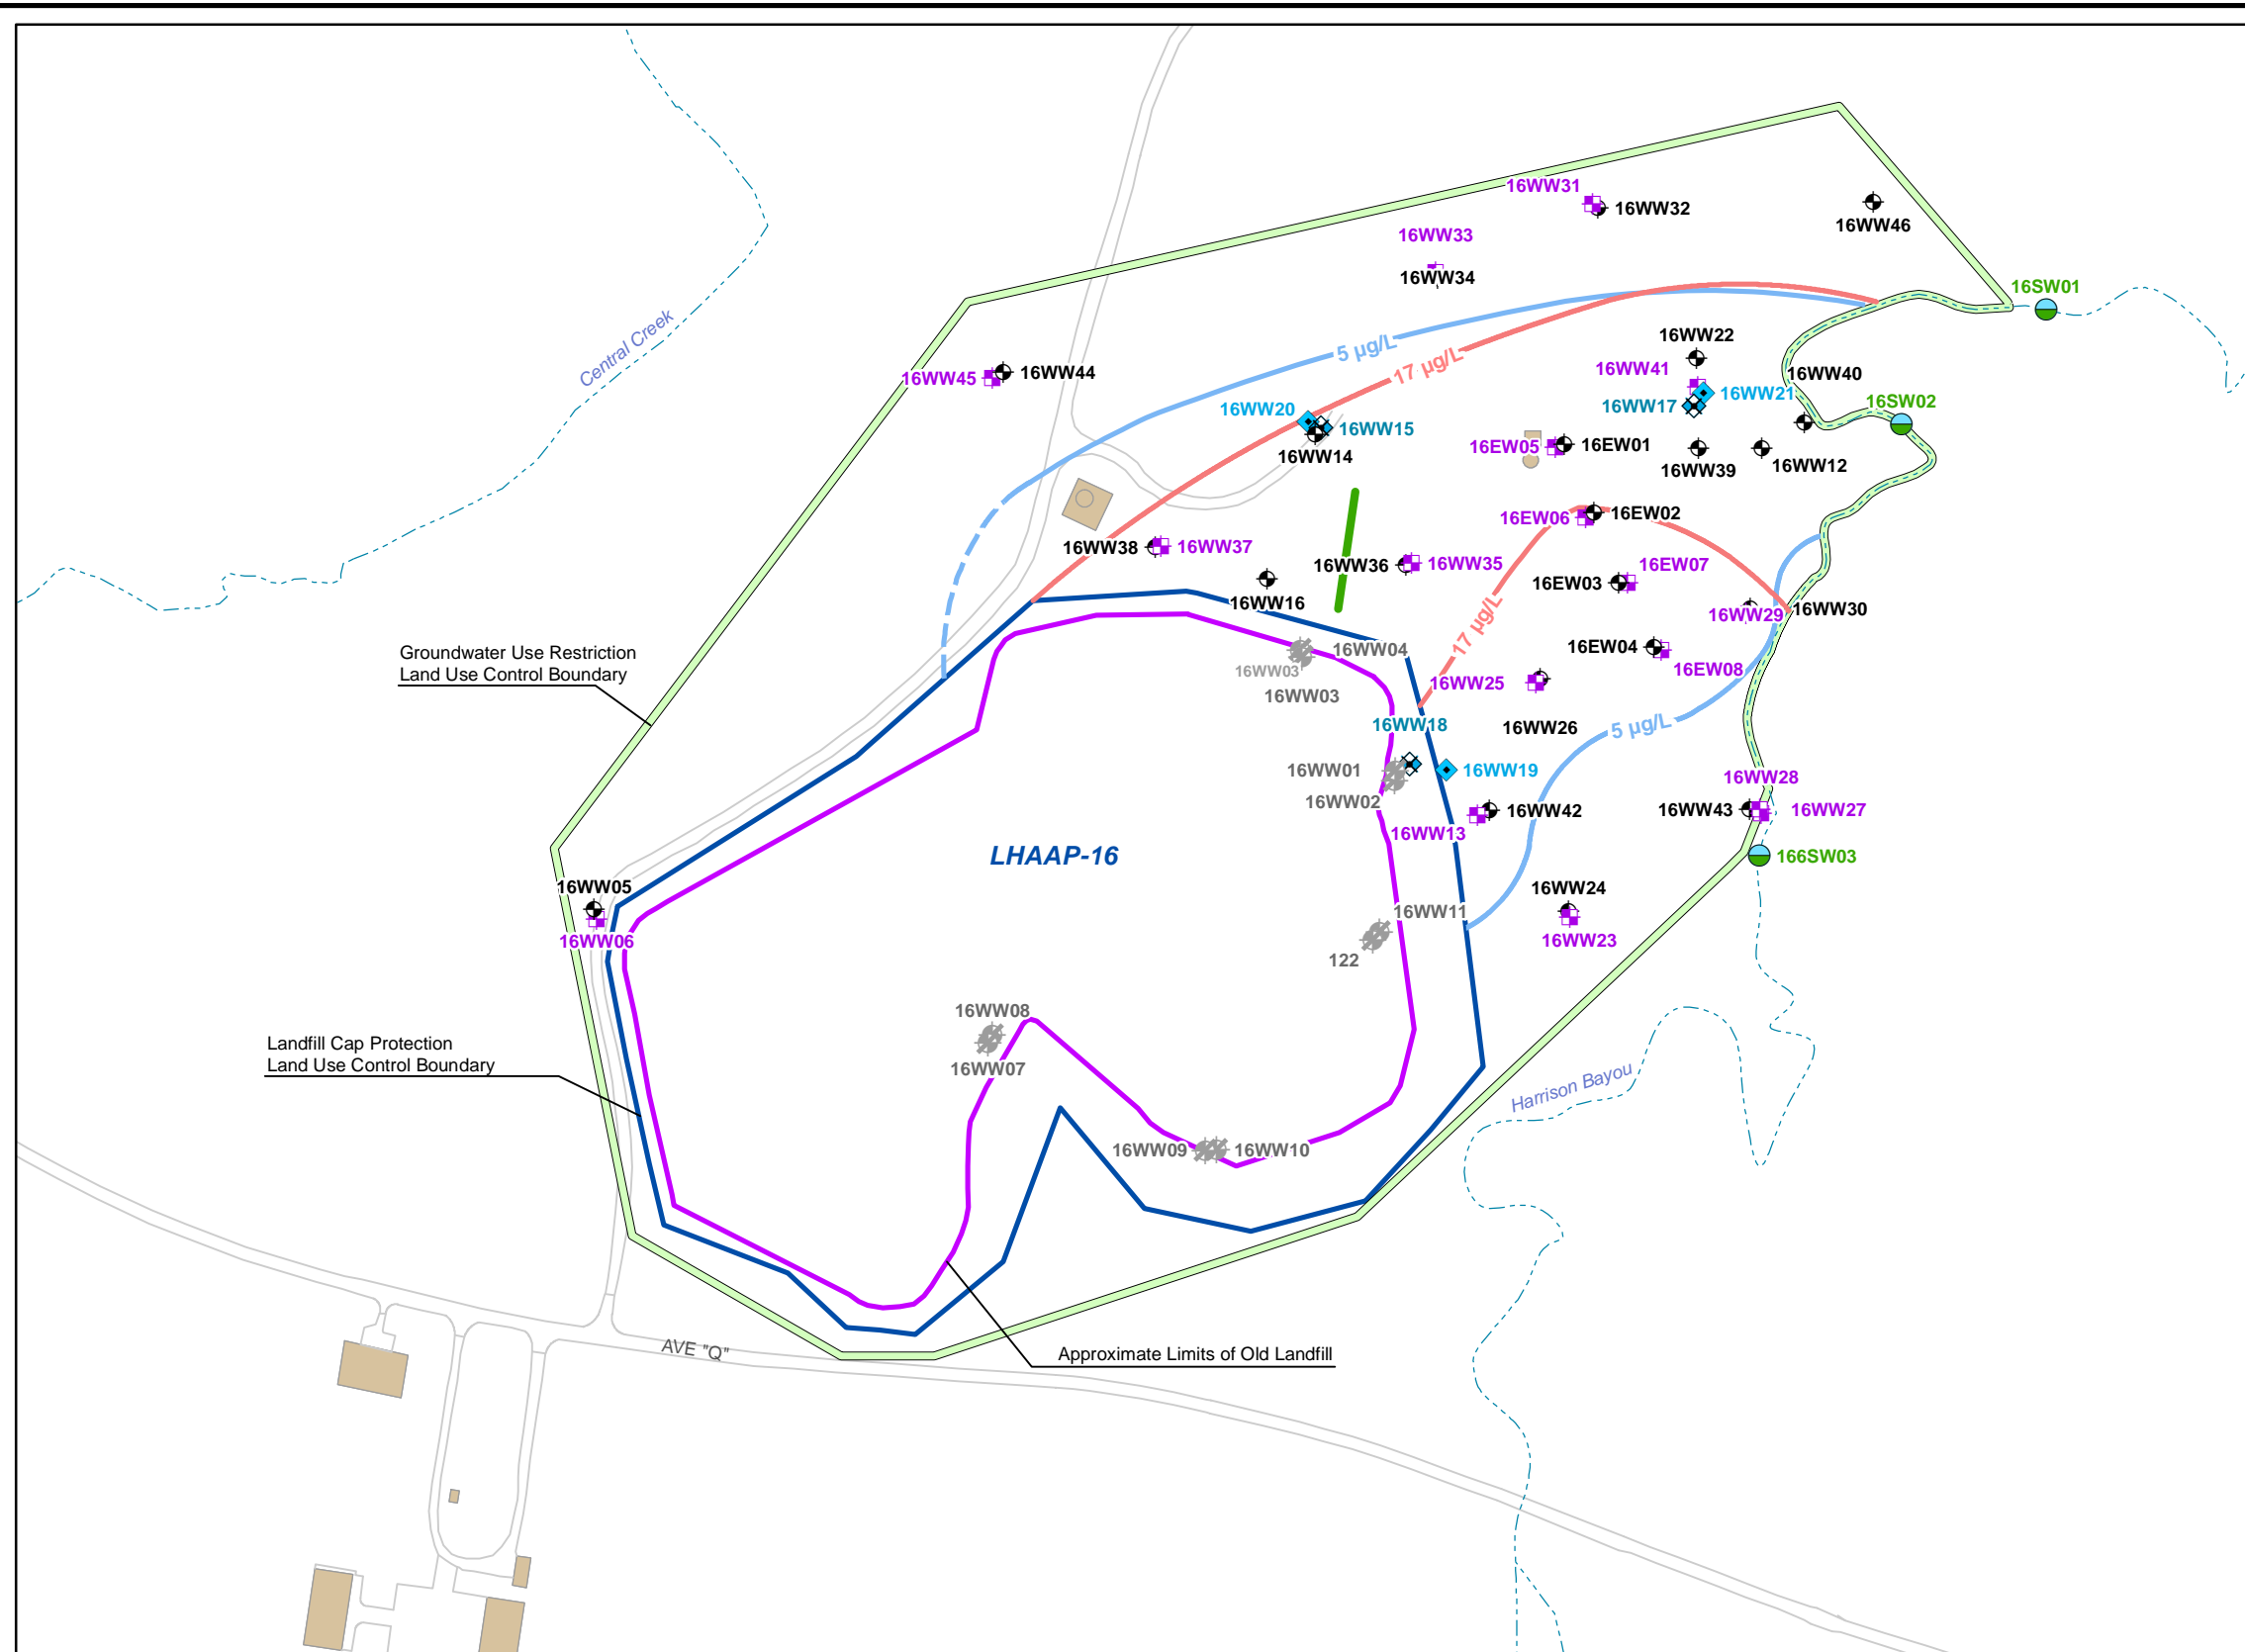 16WW31
16WW32
16WW46
16WW33
16WW34
16SW01
Central Creek
5 µg/L
17 µg/L
16WW22
16WW41
16WW40
16WW45
16WW44
16WW21
16WW20
16WW17
16SW02
16WW15
16WW14
16EW05
16EW01
16WW39
16WW12
16EW06
16EW02
16WW38
16WW37
16WW36
16WW35
16EW07
16EW03
16WW16
16WW29
16WW30
17 µg/L
Groundwater Use Restriction
Land Use Control Boundary
16WW04
16WW03
16WW03
16EW04
16EW08
16WW25
16WW18
16WW26
5 µg/L
16WW01
16WW19
16WW28
16WW02
16WW42
16WW43
16WW27
16WW13
LHAAP-16
166SW03
16WW05
16WW24
16WW11
16WW06
16WW23
122
16WW08
Landfill Cap Protection
Land Use Control Boundary
16WW07
Harrison Bayou
16WW09
16WW10
AVE "Q"
Approximate Limits of Old Landfill